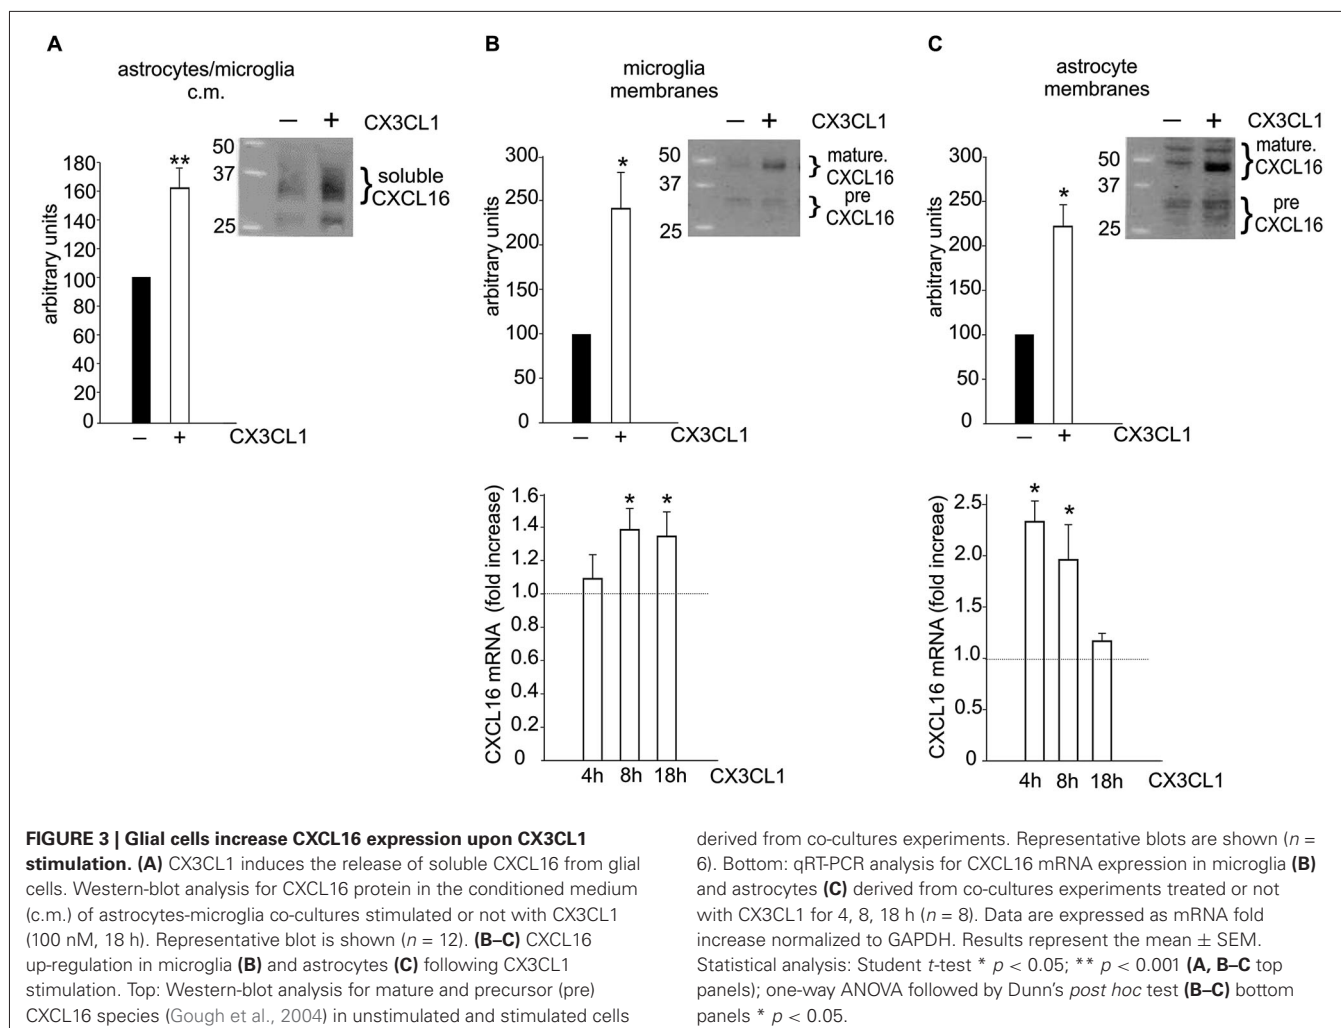 A
astrocytes/microglia
c.m.
− + CX3CL1
50
37
25
soluble
CXCL16
arbitrary units
180
160
140
120
100
80
60
40
20
0
**
− + CX3CL1
B
microglia
membranes
− + CX3CL1
50
37
25
mature.
CXCL16
pre
CXCL16
arbitrary units
300
250
200
150
100
50
0
*
− + CX3CL1
CXCL16 mRNA (fold increase)
1.6
1.4
1.2
1.0
0.8
0.6
0.4
0.2
0
* *
4h 8h 18h CX3CL1
C
astrocyte
membranes
− + CX3CL1
50
37
25
mature.
CXCL16
pre
CXCL16
arbitrary units
300
250
200
150
100
50
0
*
− + CX3CL1
CXCL16 mRNA (fold increae)
2.5
2.0
1.5
1.0
0.5
0
* *
4h 8h 18h CX3CL1
FIGURE 3 | Glial cells increase CXCL16 expression upon CX3CL1
stimulation. (A) CX3CL1 induces the release of soluble CXCL16 from glial
cells. Western-blot analysis for CXCL16 protein in the conditioned medium
(c.m.) of astrocytes-microglia co-cultures stimulated or not with CX3CL1
(100 nM, 18 h). Representative blot is shown (n = 12). (B–C) CXCL16
up-regulation in microglia (B) and astrocytes (C) following CX3CL1
stimulation. Top: Western-blot analysis for mature and precursor (pre)
CXCL16 species (Gough et al., 2004) in unstimulated and stimulated cells
derived from co-cultures experiments. Representative blots are shown (n =
6). Bottom: qRT-PCR analysis for CXCL16 mRNA expression in microglia (B)
and astrocytes (C) derived from co-cultures experiments treated or not
with CX3CL1 for 4, 8, 18 h (n = 8). Data are expressed as mRNA fold
increase normalized to GAPDH. Results represent the mean ± SEM.
Statistical analysis: Student t-test * p < 0.05; ** p < 0.001 (A, B–C top
panels); one-way ANOVA followed by Dunn's post hoc test (B–C) bottom
panels * p < 0.05.